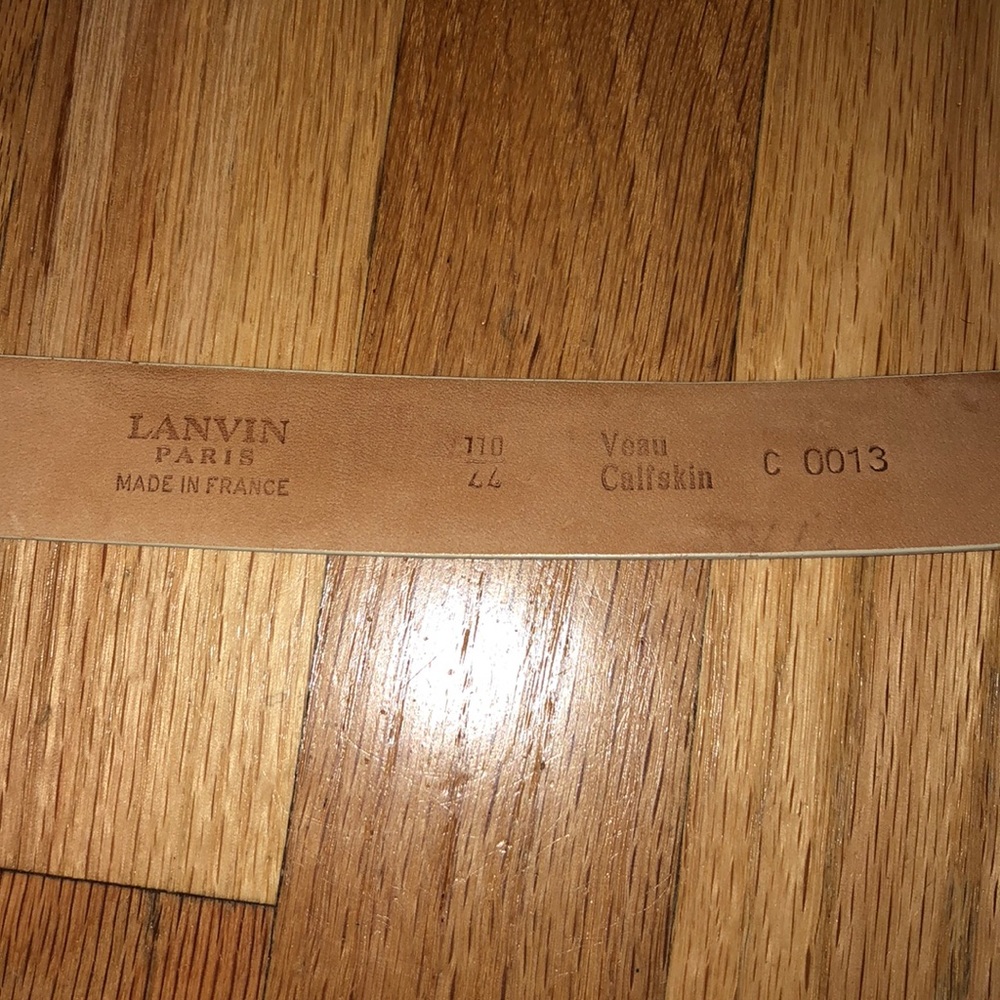 LANVIN
PARIS
MADE IN FRANCE
110
44
Veau
Calfskin
C 0013